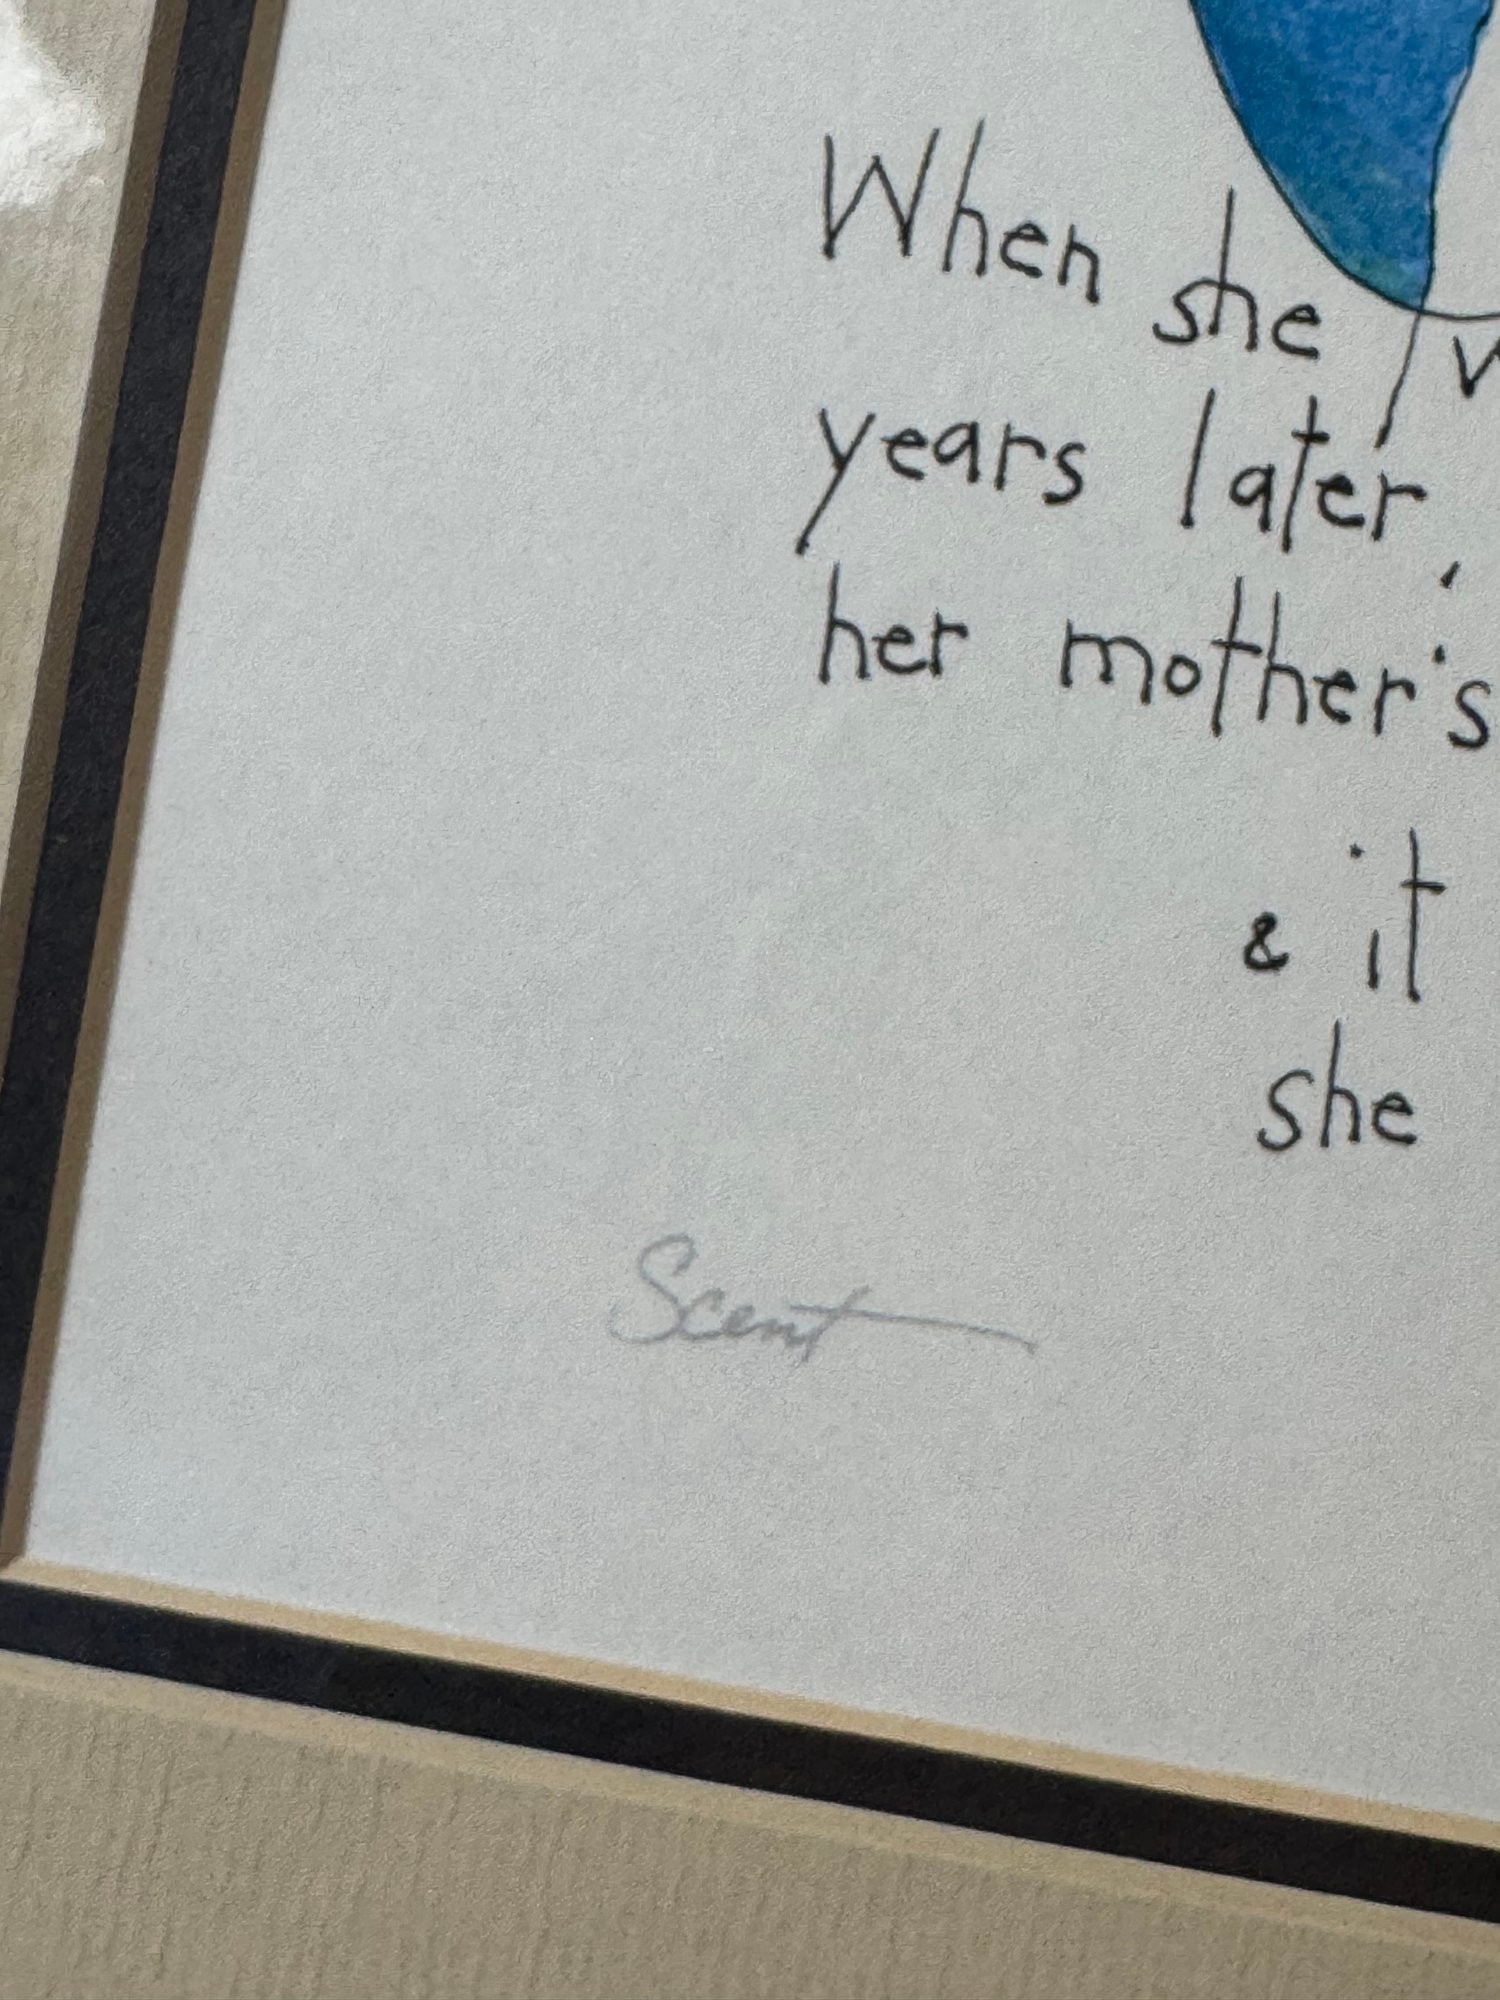 When she
years later,
her mother's
& it
she
Scent